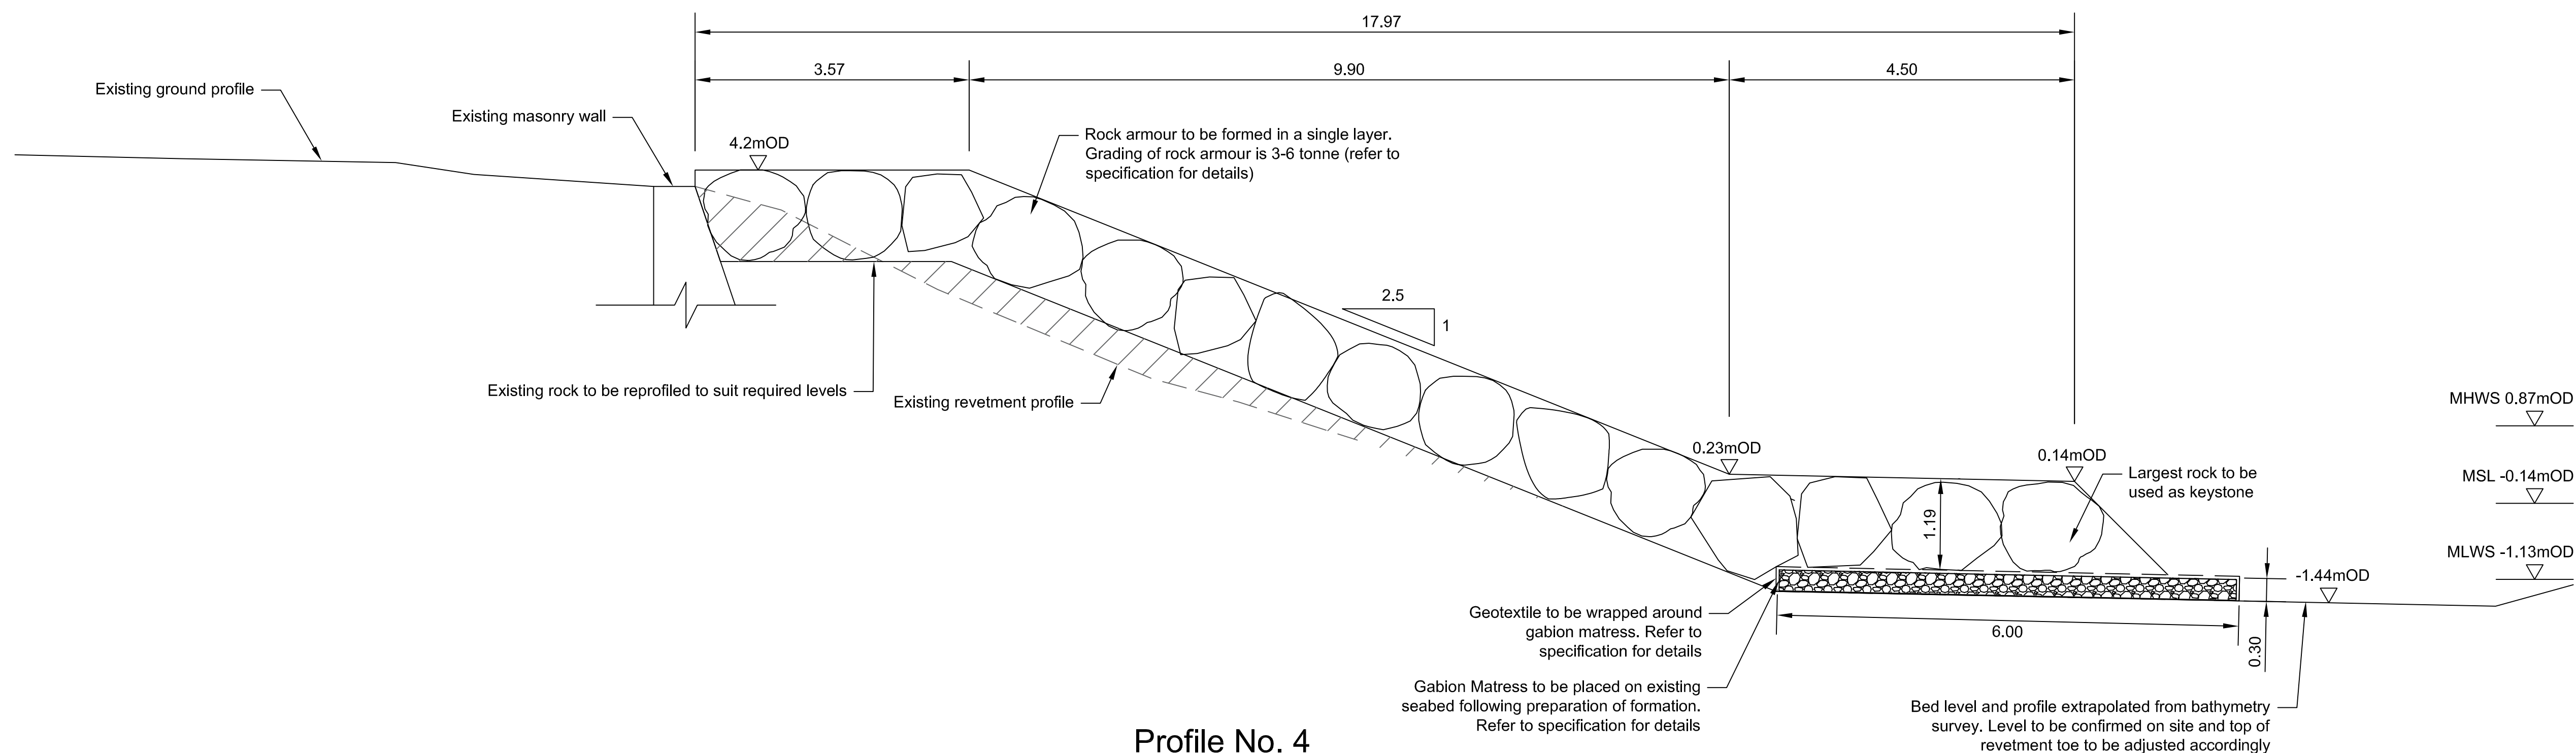 17.97
3.57
9.90
4.50
Existing ground profile
Existing masonry wall
4.2mOD
Rock armour to be formed in a single layer.
Grading of rock armour is 3-6 tonne (refer to
specification for details)
2.5
1
Existing rock to be reprofiled to suit required levels
Existing revetment profile
MHWS 0.87mOD
0.23mOD
0.14mOD
Largest rock to be
used as keystone
MSL -0.14mOD
1.19
MLWS -1.13mOD
-1.44mOD
Geotextile to be wrapped around
gabion matress. Refer to
specification for details
6.00
0.30
Gabion Matress to be placed on existing
seabed following preparation of formation.
Refer to specification for details
Bed level and profile extrapolated from bathymetry
survey. Level to be confirmed on site and top of
revetment toe to be adjusted accordingly
Profile No. 4